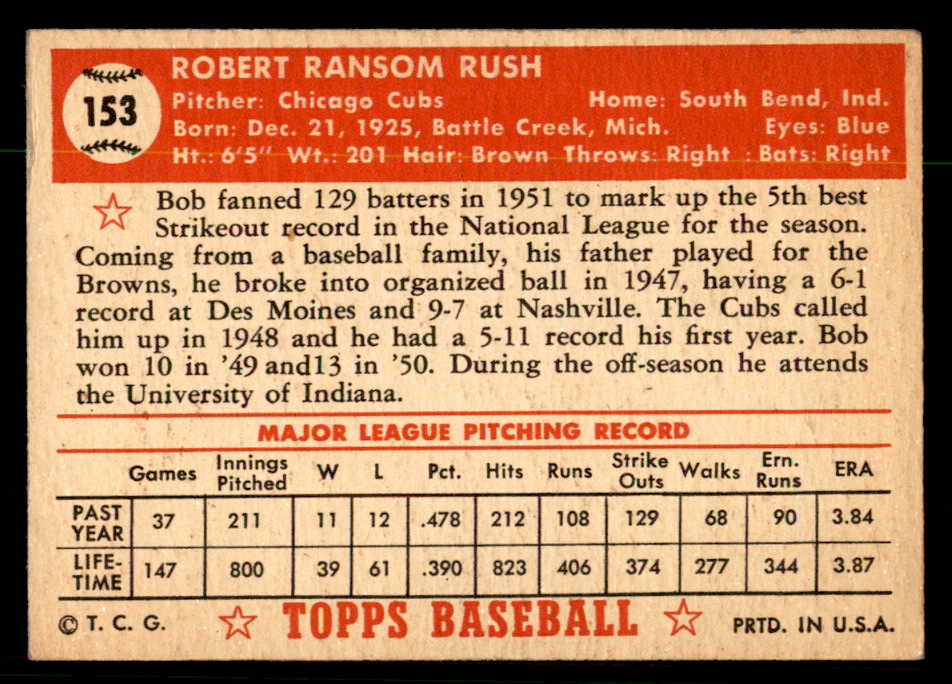 153
ROBERT RANSOM RUSH
Pitcher: Chicago Cubs Home: South Bend, Ind.
Born: Dec. 21, 1925, Battle Creek, Mich. Eyes: Blue
Ht.: 6'5" Wt.: 201 Hair: Brown Throws: Right : Bats: Right
Bob fanned 129 batters in 1951 to mark up the 5th best
Strikeout record in the National League for the season.
Coming from a baseball family, his father played for the
Browns, he broke into organized ball in 1947, having a 6-1
record at Des Moines and 9-7 at Nashville. The Cubs called
him up in 1948 and he had a 5-11 record his first year. Bob
won 10 in '49 and13 in '50. During the off-season he attends
the University of Indiana.
MAJOR LEAGUE PITCHING RECORD
Games Innings Pitched W L Pct. Hits Runs Strike Outs Walks Ern. Runs ERA
PAST YEAR 37 211 11 12 .478 212 108 129 68 90 3.84
LIFE-TIME 147 800 39 61 .390 823 406 374 277 344 3.87
© T. C. G. TOPPS BASEBALL PRTD. IN U.S.A.